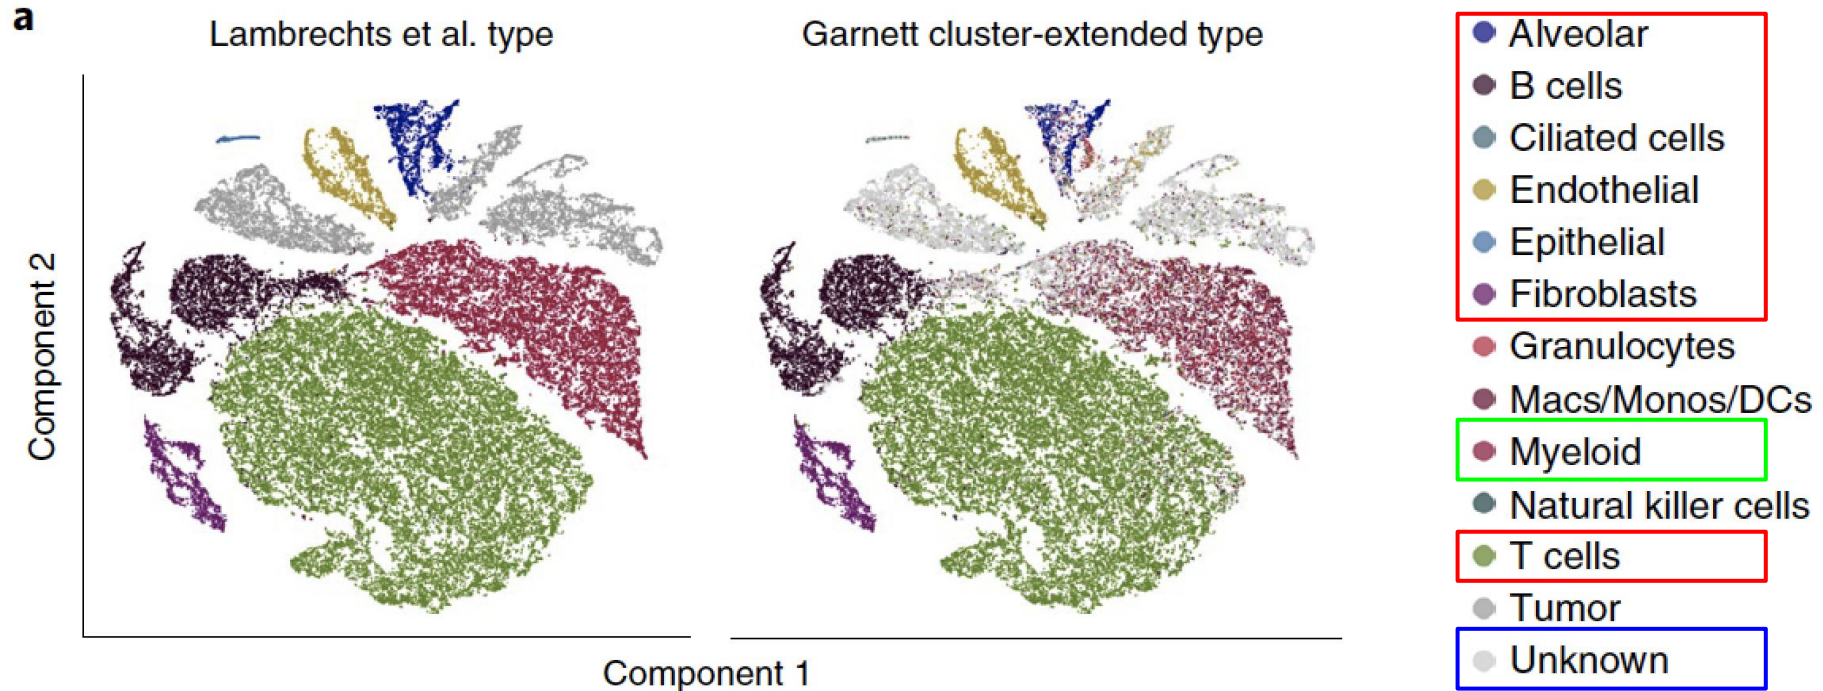 a
Lambrechts et al. type
Garnett cluster-extended type
Component 2
Component 1
Alveolar
B cells
Ciliated cells
Endothelial
Epithelial
Fibroblasts
Granulocytes
Macs/Monos/DCs
Myeloid
Natural killer cells
T cells
Tumor
Unknown